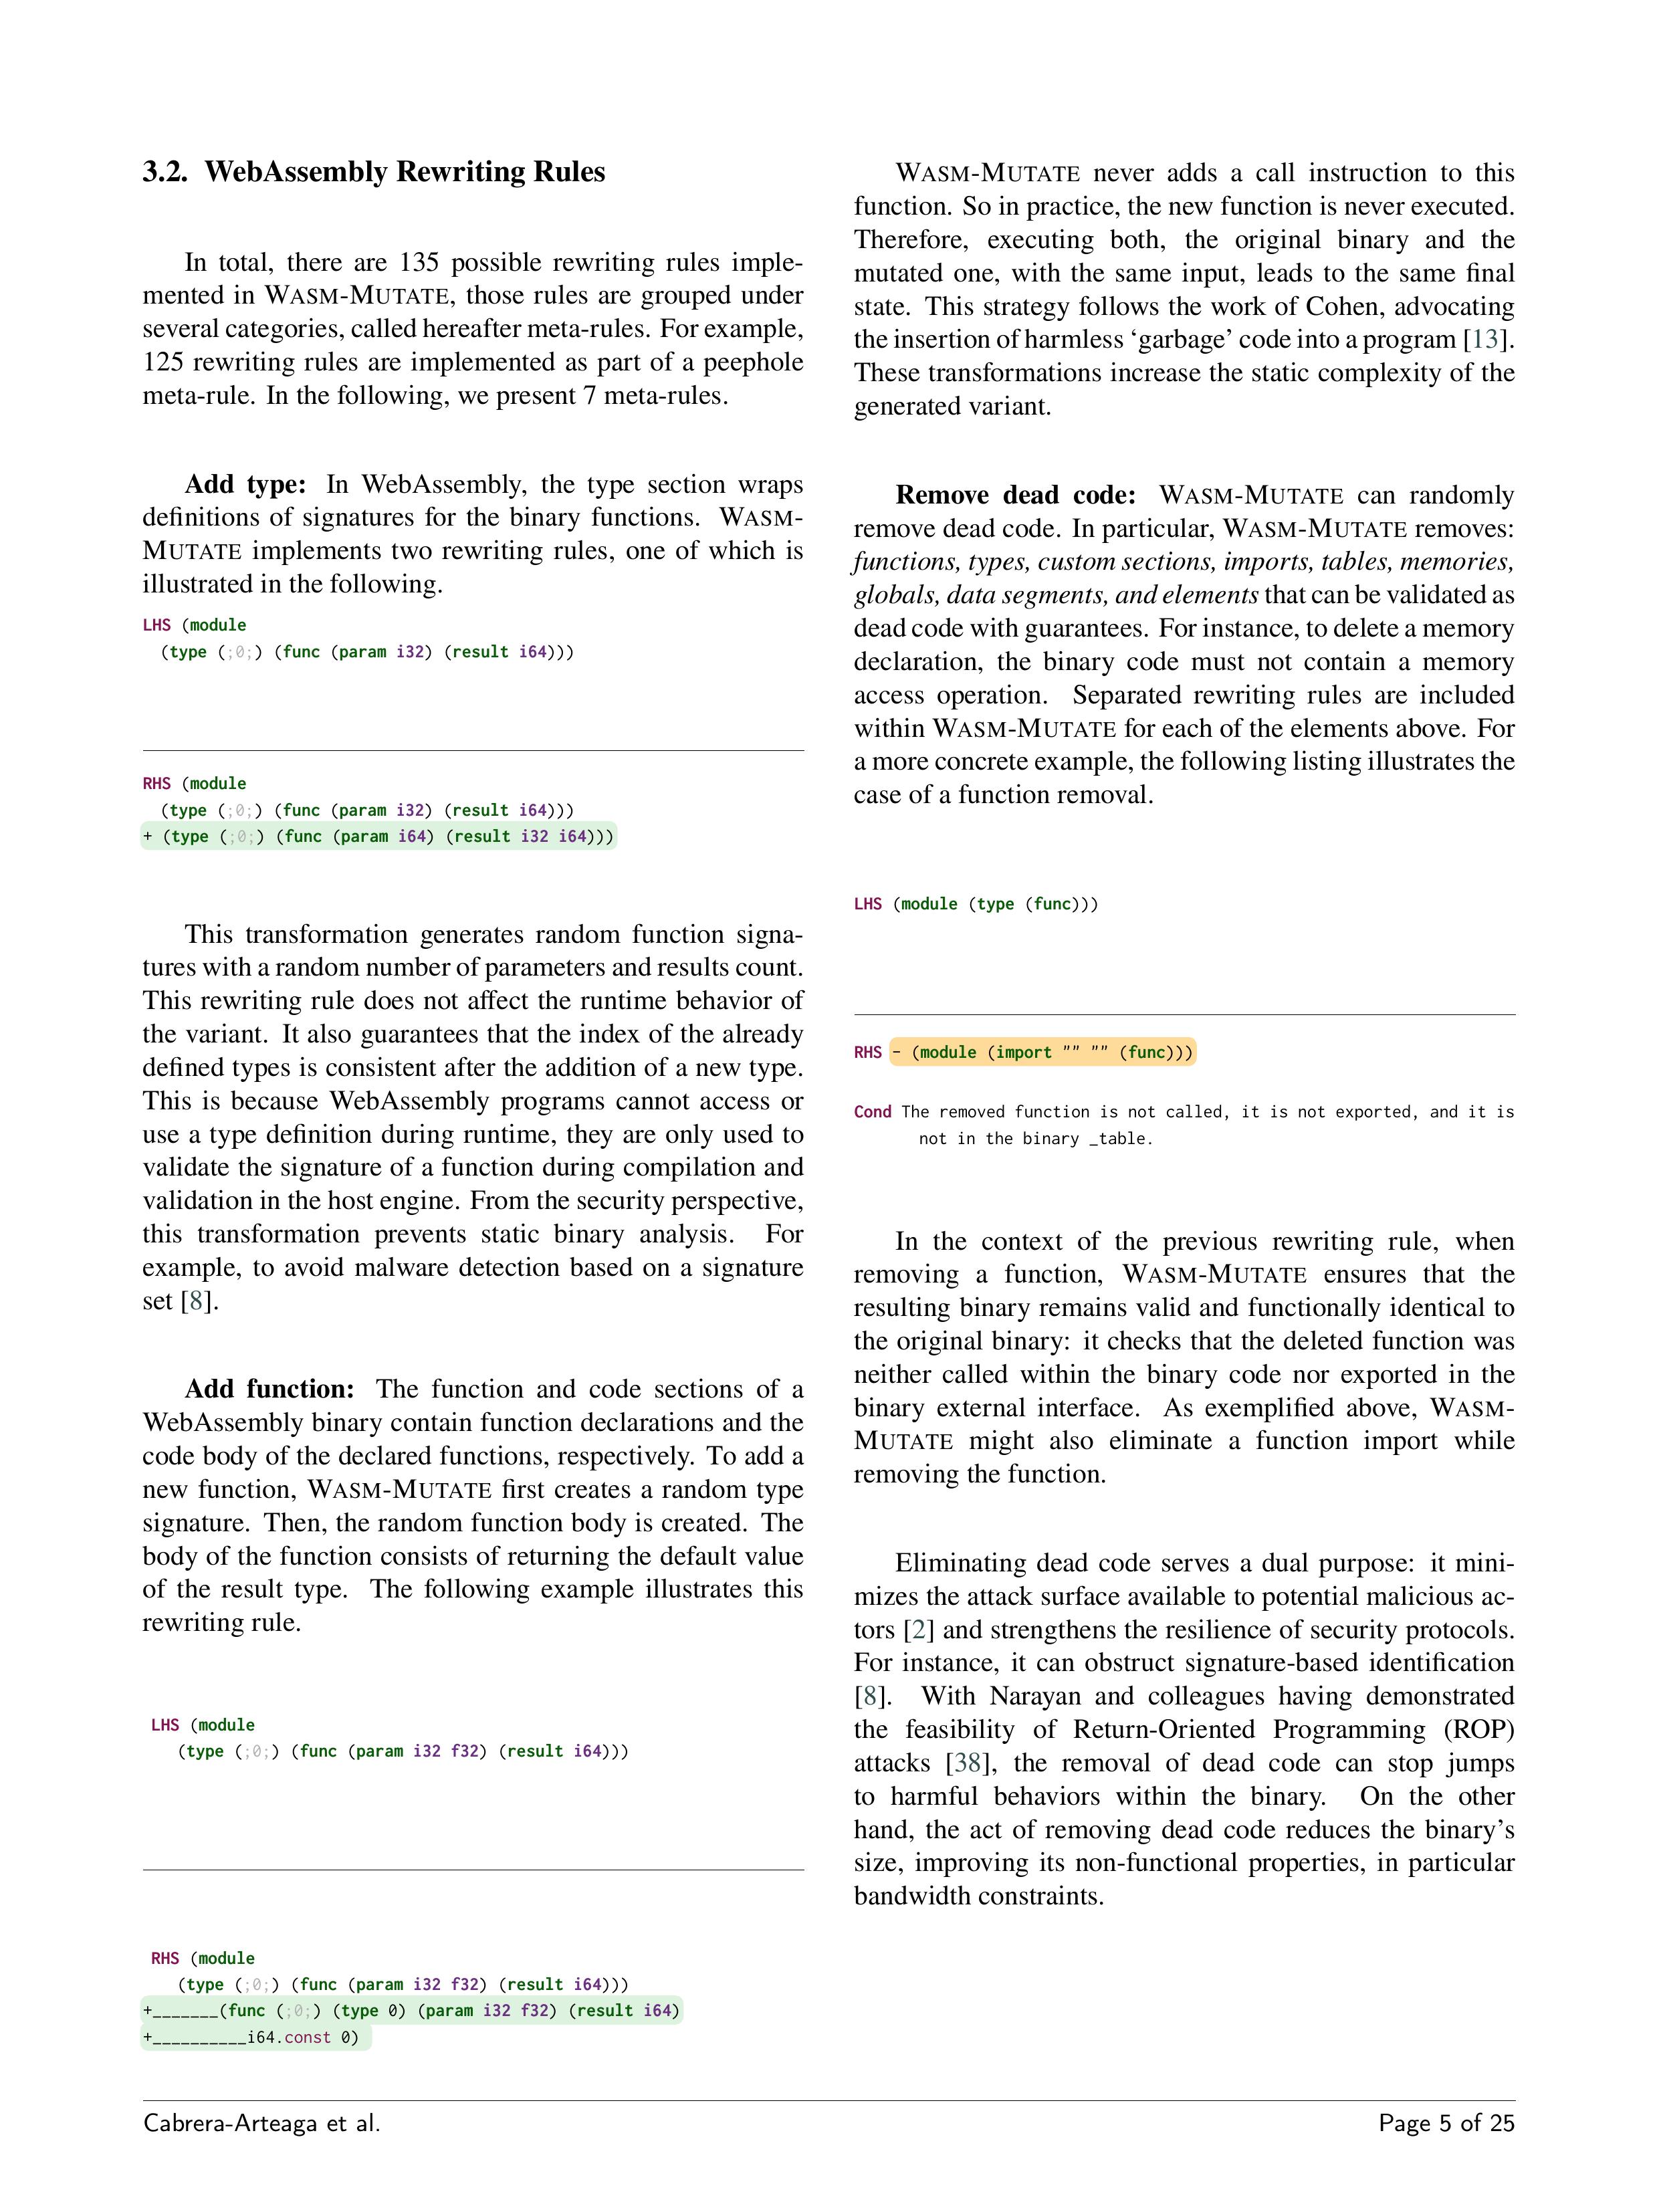 3.2. WebAssembly Rewriting Rules
In total, there are 135 possible rewriting rules imple-
mented in WASM-MUTATE, those rules are grouped under
several categories, called hereafter meta-rules. For example,
125 rewriting rules are implemented as part of a peephole
meta-rule. In the following, we present 7 meta-rules.
Add type: In WebAssembly, the type section wraps
definitions of signatures for the binary functions. WASM-
MUTATE implements two rewriting rules, one of which is
illustrated in the following.
LHS (module
(type (;0;) (func (param i32) (result i64)))
RHS (module
(type (;0;) (func (param i32) (result i64)))
+ (type (;0;) (func (param i64) (result i32 i64)))
This transformation generates random function signa-
tures with a random number of parameters and results count.
This rewriting rule does not affect the runtime behavior of
the variant. It also guarantees that the index of the already
defined types is consistent after the addition of a new type.
This is because WebAssembly programs cannot access or
use a type definition during runtime, they are only used to
validate the signature of a function during compilation and
validation in the host engine. From the security perspective,
this transformation prevents static binary analysis. For
example, to avoid malware detection based on a signature
set [8].
Add function: The function and code sections of a
WebAssembly binary contain function declarations and the
code body of the declared functions, respectively. To add a
new function, WASM-MUTATE first creates a random type
signature. Then, the random function body is created. The
body of the function consists of returning the default value
of the result type. The following example illustrates this
rewriting rule.
LHS (module
(type (;0;) (func (param i32 f32) (result i64)))
RHS (module
(type (;0;) (func (param i32 f32) (result i64)))
+_______(func (;0;) (type 0) (param i32 f32) (result i64)
+__________i64.const 0)
WASM-MUTATE never adds a call instruction to this
function. So in practice, the new function is never executed.
Therefore, executing both, the original binary and the
mutated one, with the same input, leads to the same final
state. This strategy follows the work of Cohen, advocating
the insertion of harmless ‘garbage’ code into a program [13].
These transformations increase the static complexity of the
generated variant.
Remove dead code: WASM-MUTATE can randomly
remove dead code. In particular, WASM-MUTATE removes:
functions, types, custom sections, imports, tables, memories,
globals, data segments, and elements that can be validated as
dead code with guarantees. For instance, to delete a memory
declaration, the binary code must not contain a memory
access operation. Separated rewriting rules are included
within WASM-MUTATE for each of the elements above. For
a more concrete example, the following listing illustrates the
case of a function removal.
LHS (module (type (func)))
RHS - (module (import "" "" (func)))
Cond The removed function is not called, it is not exported, and it is
not in the binary _table.
In the context of the previous rewriting rule, when
removing a function, WASM-MUTATE ensures that the
resulting binary remains valid and functionally identical to
the original binary: it checks that the deleted function was
neither called within the binary code nor exported in the
binary external interface. As exemplified above, WASM-
MUTATE might also eliminate a function import while
removing the function.
Eliminating dead code serves a dual purpose: it mini-
mizes the attack surface available to potential malicious ac-
tors [2] and strengthens the resilience of security protocols.
For instance, it can obstruct signature-based identification
[8]. With Narayan and colleagues having demonstrated
the feasibility of Return-Oriented Programming (ROP)
attacks [38], the removal of dead code can stop jumps
to harmful behaviors within the binary. On the other
hand, the act of removing dead code reduces the binary’s
size, improving its non-functional properties, in particular
bandwidth constraints.
Cabrera-Arteaga et al.
Page 5 of 25